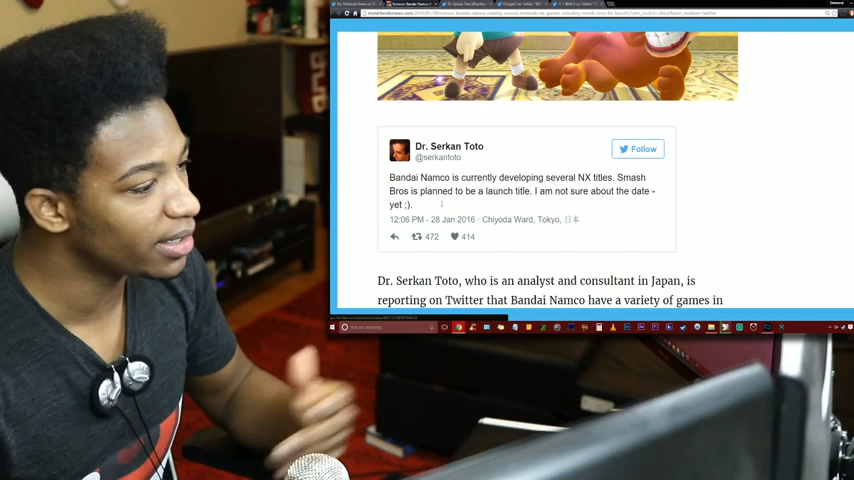 Dr. Serkan Toto
@serkantoto
Follow
Bandai Namco is currently developing several NX titles. Smash
Bros is planned to be a launch title. I am not sure about the date -
yet ;).
12:06 PM - 28 Jan 2016 · Chiyoda Ward, Tokyo, 日本
472
414
Dr. Serkan Toto, who is an analyst and consultant in Japan, is
reporting on Twitter that Bandai Namco have a variety of games in
Ask me anything